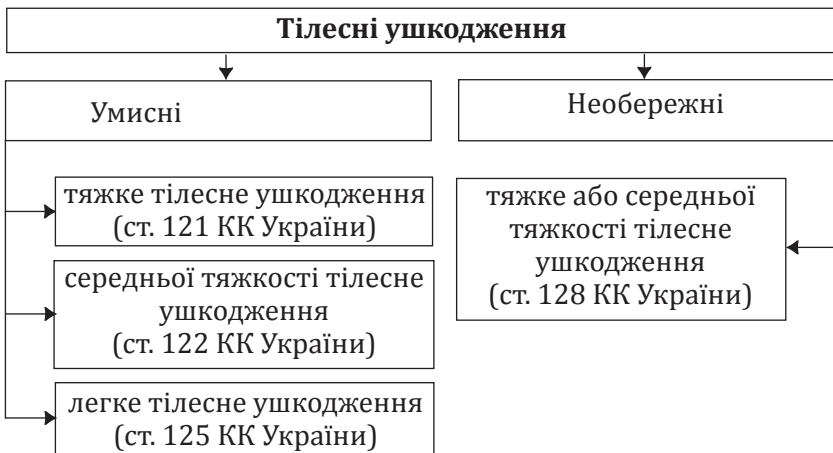 Тілесні ушкодження
Умисні
Необережні
тяжке тілесне ушкодження
(ст. 121 КК України)
середньої тяжкості тілесне
ушкодження
(ст. 122 КК України)
легке тілесне ушкодження
(ст. 125 КК України)
тяжке або середньої
тяжкості тілесне
ушкодження
(ст. 128 КК України)